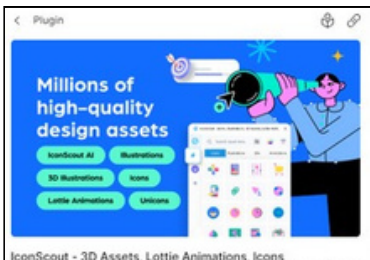 Plugin
Millions of
high-quality
design assets
IconScout AI
Illustrations
3D Illustrations
Icons
Lottie Animations
Unicons
IconScout - 3D Assets, Lottie Animations, Icons